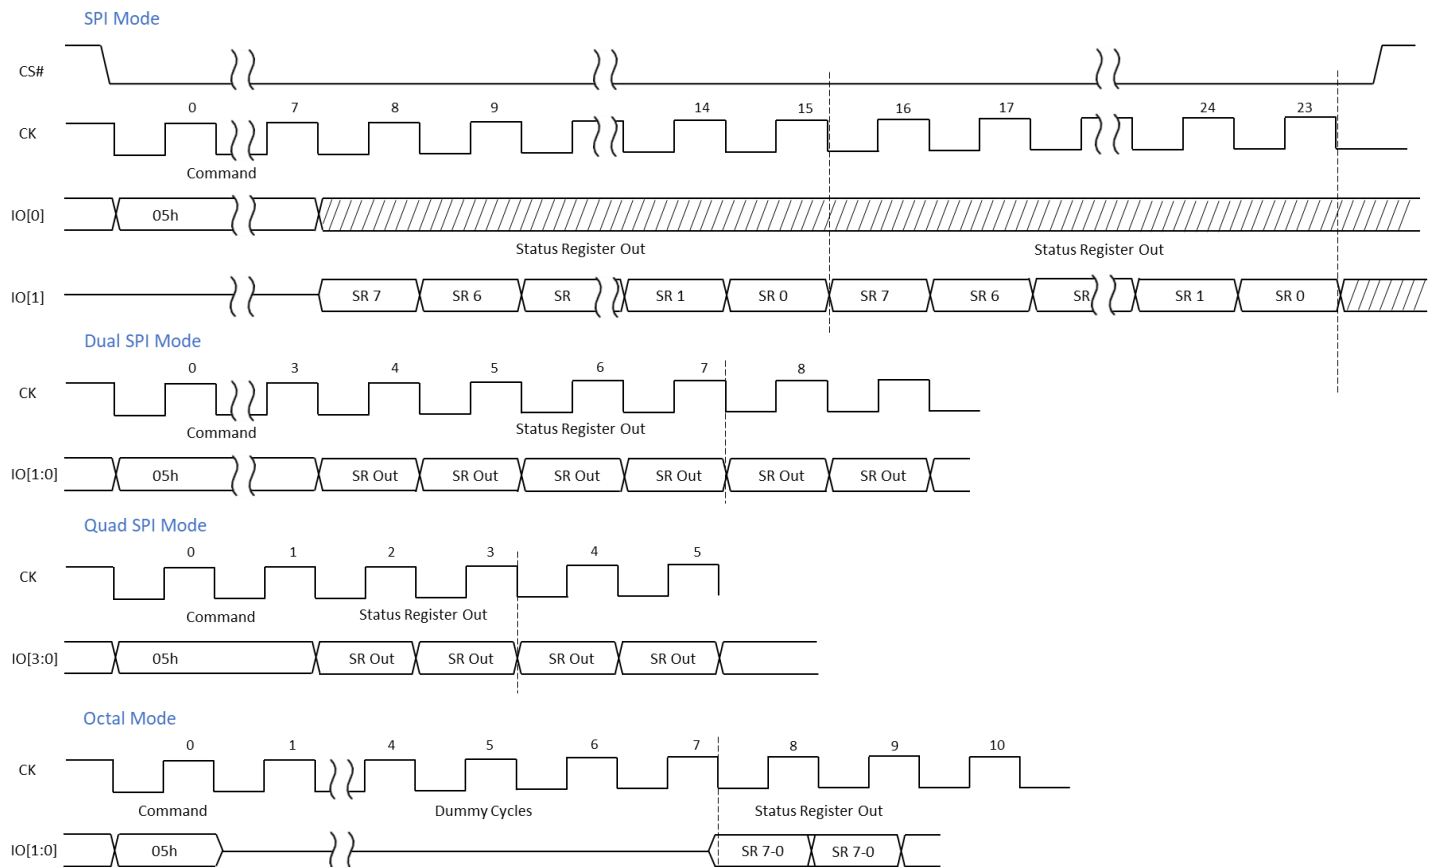 SPI Mode
CS#
0 7 8 9 14 15 16 17 24 23
CK
Command
IO[0] 05h
Status Register Out Status Register Out
IO[1] SR 7 SR 6 SR SR 1 SR 0 SR 7 SR 6 SR SR 1 SR 0
Dual SPI Mode
0 3 4 5 6 7 8
CK
Command Status Register Out
IO[1:0] 05h SR Out SR Out SR Out SR Out SR Out SR Out
Quad SPI Mode
0 1 2 3 4 5
CK
Command Status Register Out
IO[3:0] 05h SR Out SR Out SR Out SR Out
Octal Mode
0 1 4 5 6 7 8 9 10
CK
Command Dummy Cycles Status Register Out
IO[1:0] 05h SR 7-0 SR 7-0